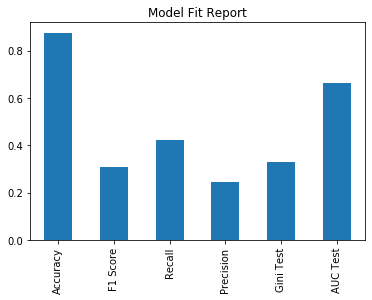 Model Fit Report
0.8
0.6
0.4
0.2
0.0
Accuracy
F1 Score
Recall
Precision
Gini Test
AUC Test